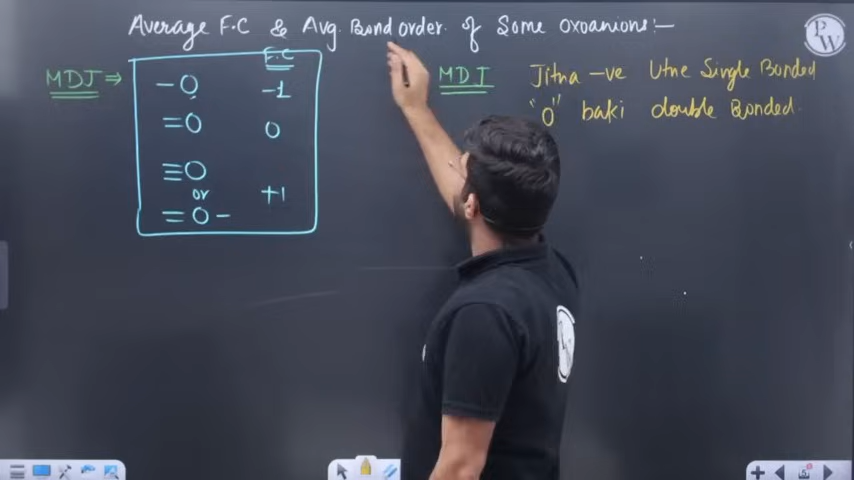 Average F.C & Avg. Bond order of Some oxoanions:-
MDJ ⇒
F.C
-O -1
=O 0
≡O
or +1
=O-
MDJ Jitna -ve Utne Single Bonded
"O" baki double Bonded.
PW